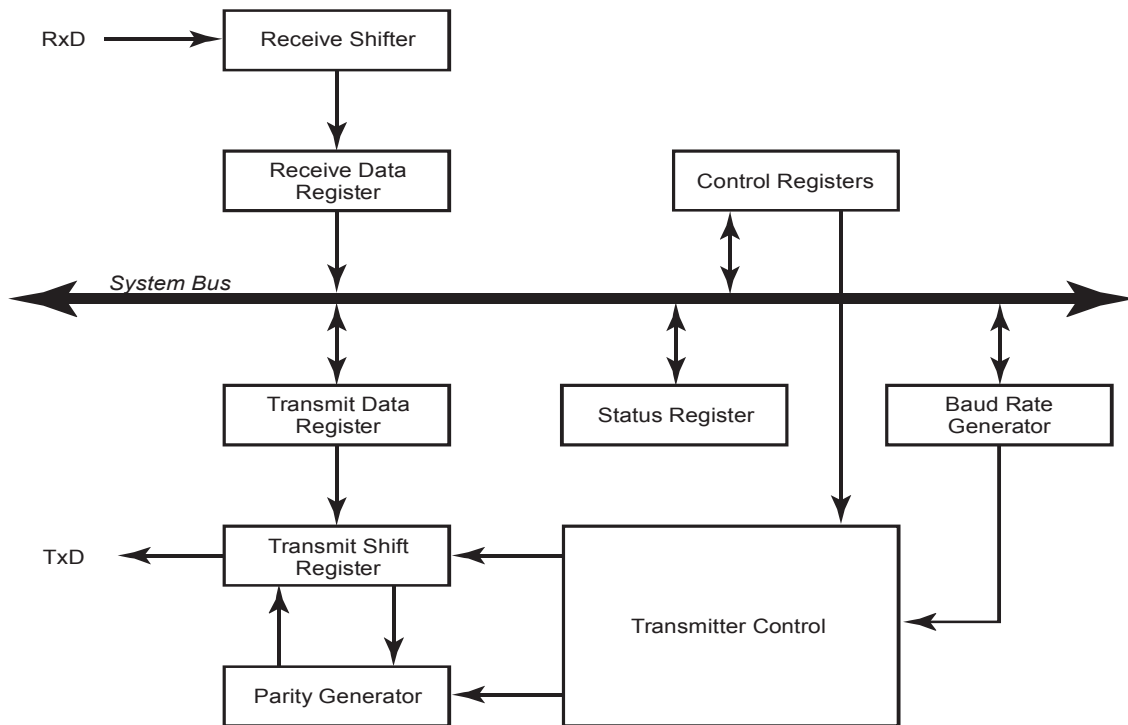 RxD
Receive Shifter
Receive Data
Register
Control Registers
System Bus
Transmit Data
Register
Status Register
Baud Rate
Generator
TxD
Transmit Shift
Register
Transmitter Control
Parity Generator